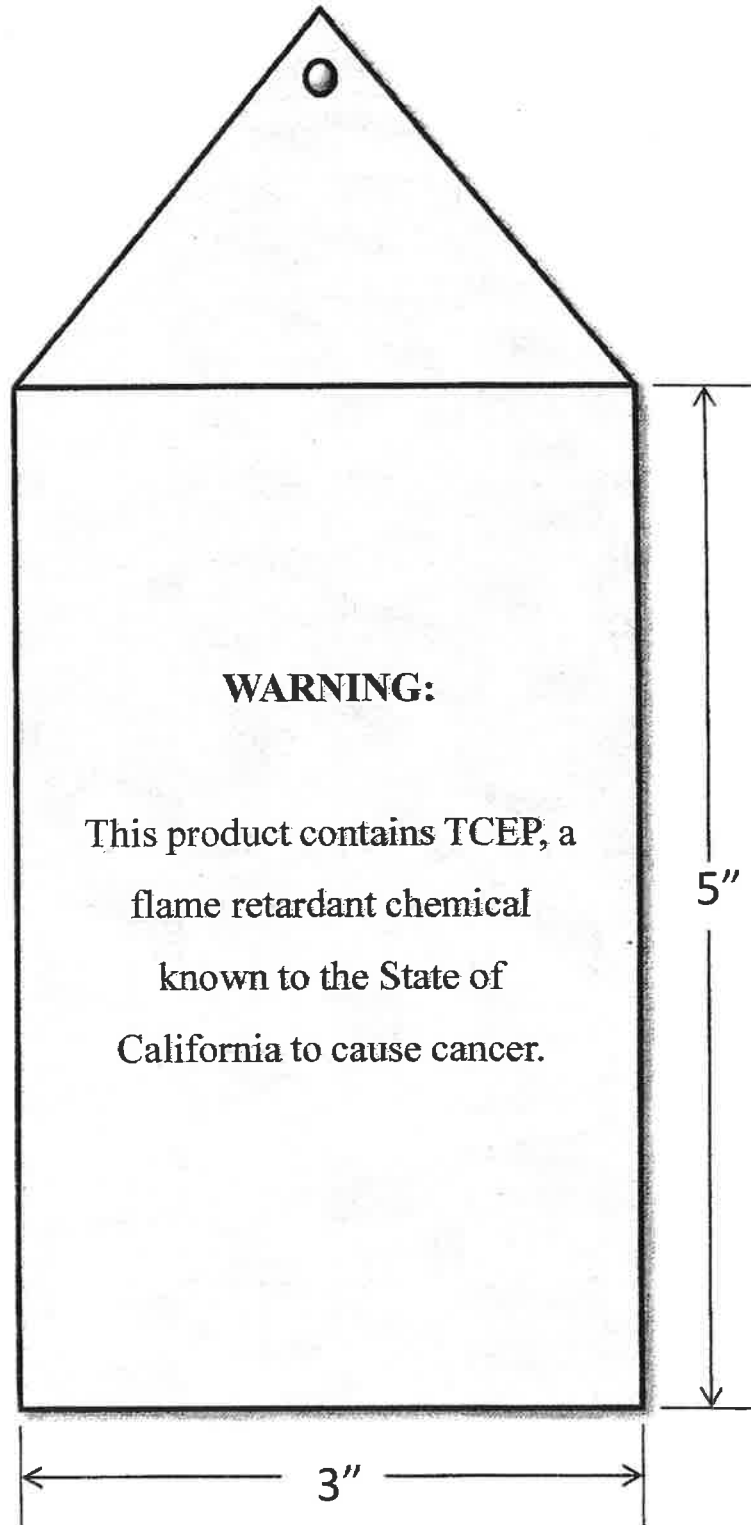 WARNING:
This product contains TCEP, a
flame retardant chemical
known to the State of
California to cause cancer.
5"
3"